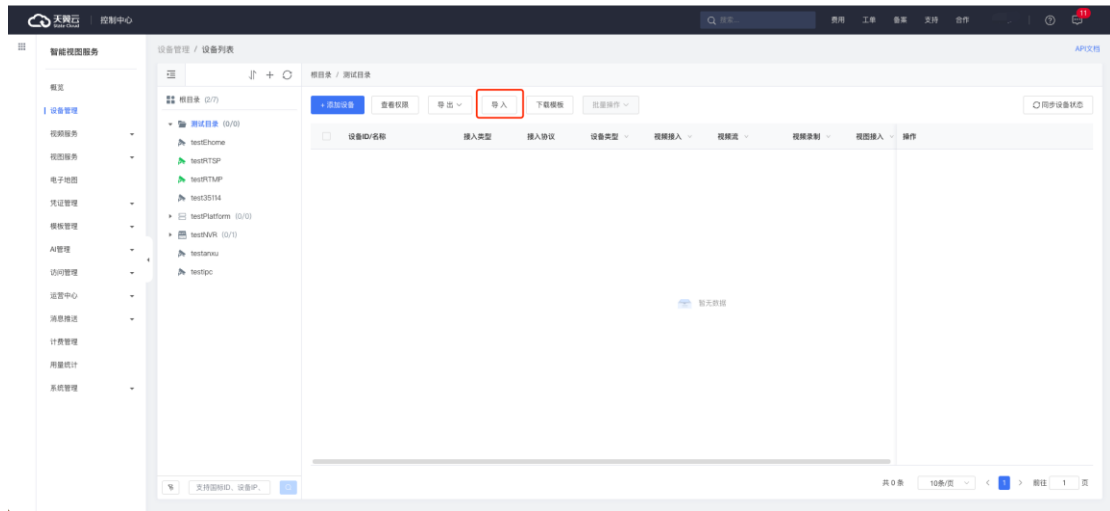 天翼云 控制中心 搜索... 费用 工单 备案 支持 合作 11
State Cloud
智能视图服务
设备管理 / 设备列表 API文档
概览
设备管理
视频服务
视图服务
电子地图
凭证管理
模板管理
AI管理
访问管理
运营中心
消息推送
计费管理
用量统计
系统管理
根目录 (2/7)
测试目录 (0/0)
testEhome
testRTSP
testRTMP
test35114
testPlatform (0/0)
testNVR (0/1)
testanxu
testipc
支持国标ID、设备IP、
根目录 / 测试目录
+ 添加设备 查看权限 导出 导入 下载模板 批量操作 同步设备状态
设备ID/名称 接入类型 接入协议 设备类型 视频接入 视频流 视频录制 视图接入 操作
暂无数据
共 0 条 10条/页 < 1 > 前往 1 页